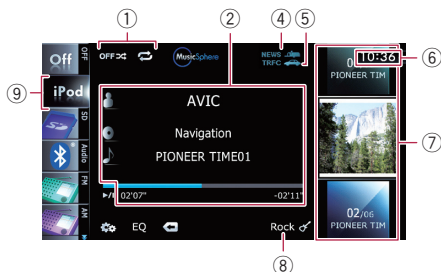 ① ② ④ ⑤
Off OFF OFF MusicSphere NEWS TRFC 10:36 ⑥
PIONEER TIM
⑨ iPod
AVIC
SD
Navigation
Audio
PIONEER TIME01
⑦
FM
02'07" -02'11"
02/06
PIONEER TIM
AM
EQ Rock
⑧